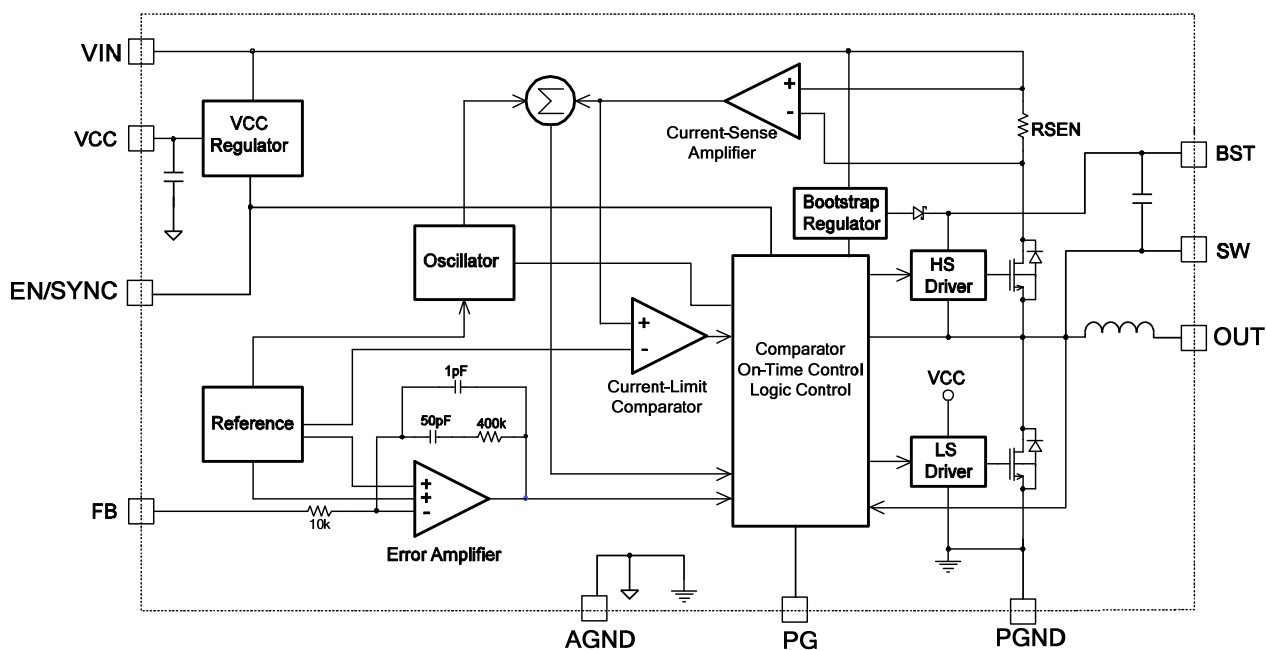 VIN
Σ
+
-
Current-Sense
Amplifier
RSEN
VCC
VCC
Regulator
BST
Bootstrap
Regulator
SW
Oscillator
HS
Driver
EN/SYNC
+
-
Current-Limit
Comparator
OUT
Comparator
On-Time Control
Logic Control
1pF
VCC
Reference
50pF
400k
LS
Driver
FB
10k
+
+
-
Error Amplifier
AGND
PG
PGND